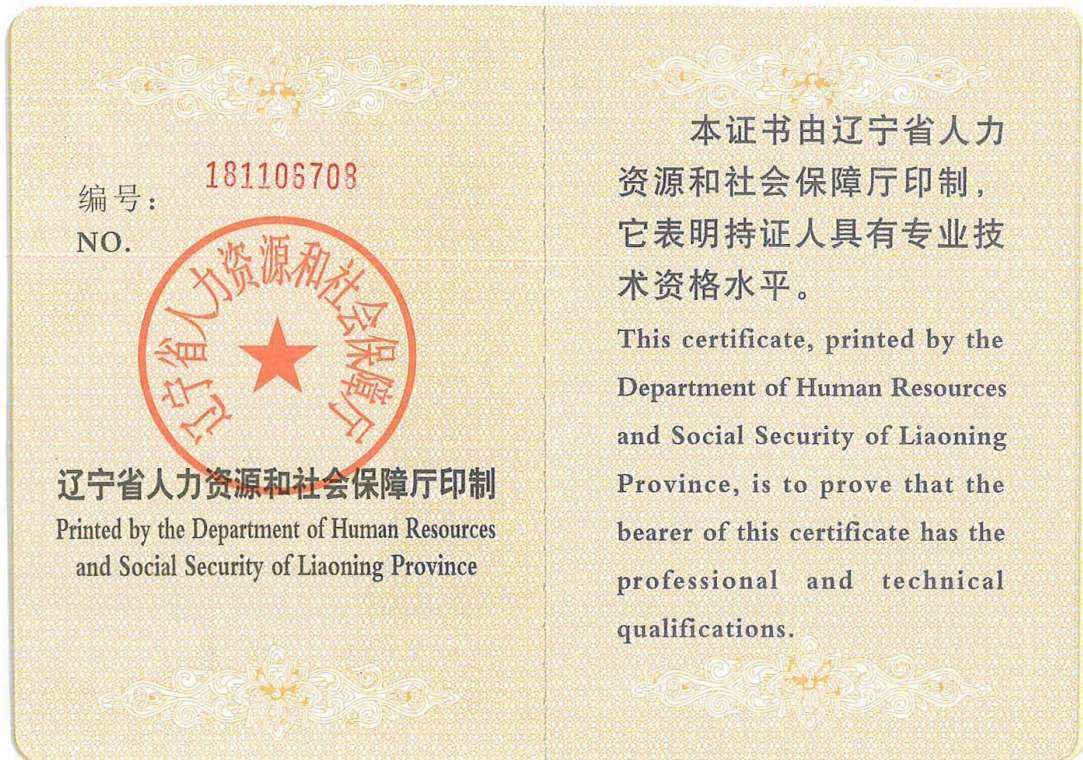 181106708
编号：
NO.
辽宁省人力资源和社会保障厅
辽宁省人力资源和社会保障厅印制
Printed by the Department of Human Resources
and Social Security of Liaoning Province
本证书由辽宁省人力
资源和社会保障厅印制，
它表明持证人具有专业技
术资格水平。
This certificate, printed by the
Department of Human Resources
and Social Security of Liaoning
Province, is to prove that the
bearer of this certificate has the
professional and technical
qualifications.